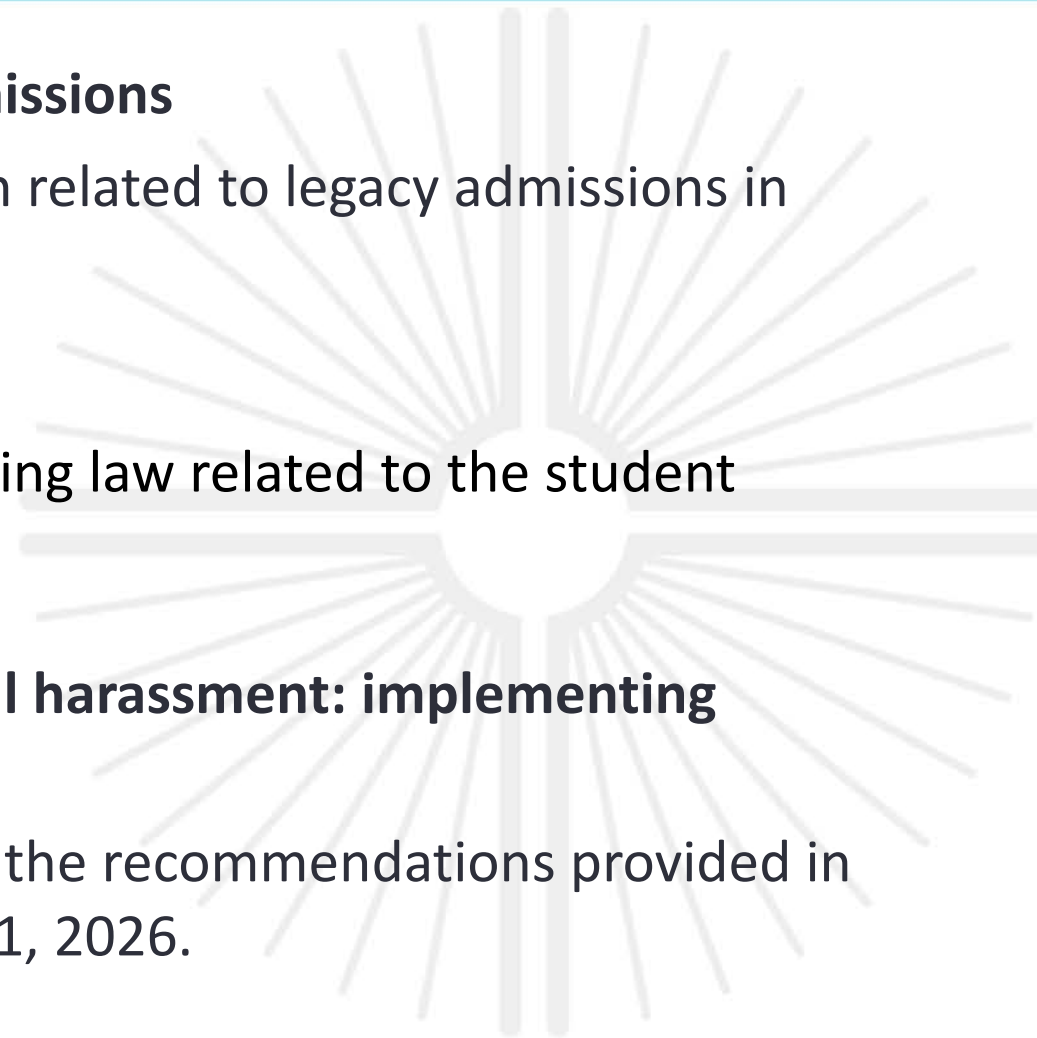 issions
related to legacy admissions in
ing law related to the student
l harassment: implementing
the recommendations provided in
1, 2026.